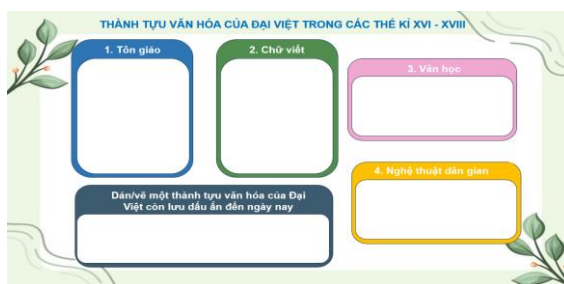 THÀNH TỰU VĂN HÓA CỦA ĐẠI VIỆT TRONG CÁC THẾ KỈ XVI - XVIII
1. Tôn giáo
2. Chữ viết
3. Văn học
4. Nghệ thuật dân gian
Dán/vẽ một thành tựu văn hóa của Đại
Việt còn lưu dấu ấn đến ngày nay